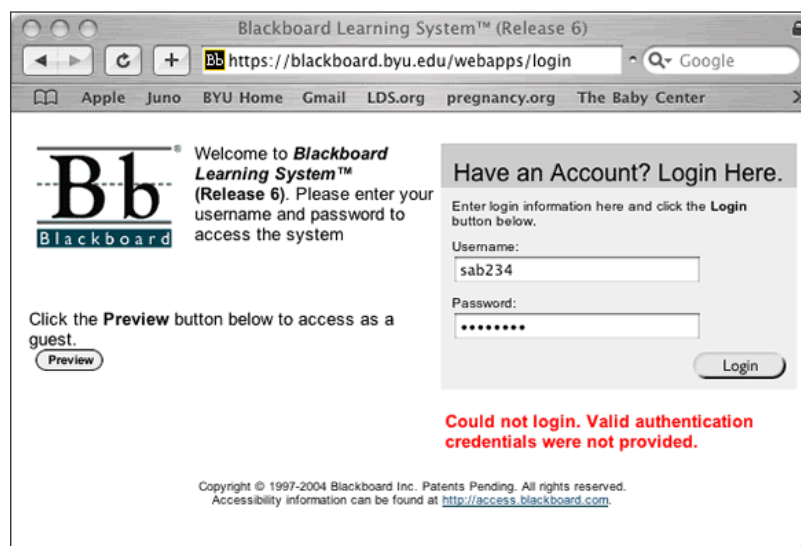 Blackboard Learning System™ (Release 6)
Bb https://blackboard.byu.edu/webapps/login
Google
Apple Juno BYU Home Gmail LDS.org pregnancy.org The Baby Center
Bb®
Blackboard
Welcome to Blackboard
Learning System™
(Release 6). Please enter your
username and password to
access the system
Click the Preview button below to access as a
guest.
Preview
Have an Account? Login Here.
Enter login information here and click the Login
button below.
Username:
sab234
Password:
••••••••
Login
Could not login. Valid authentication
credentials were not provided.
Copyright © 1997-2004 Blackboard Inc. Patents Pending. All rights reserved.
Accessibility information can be found at http://access.blackboard.com.